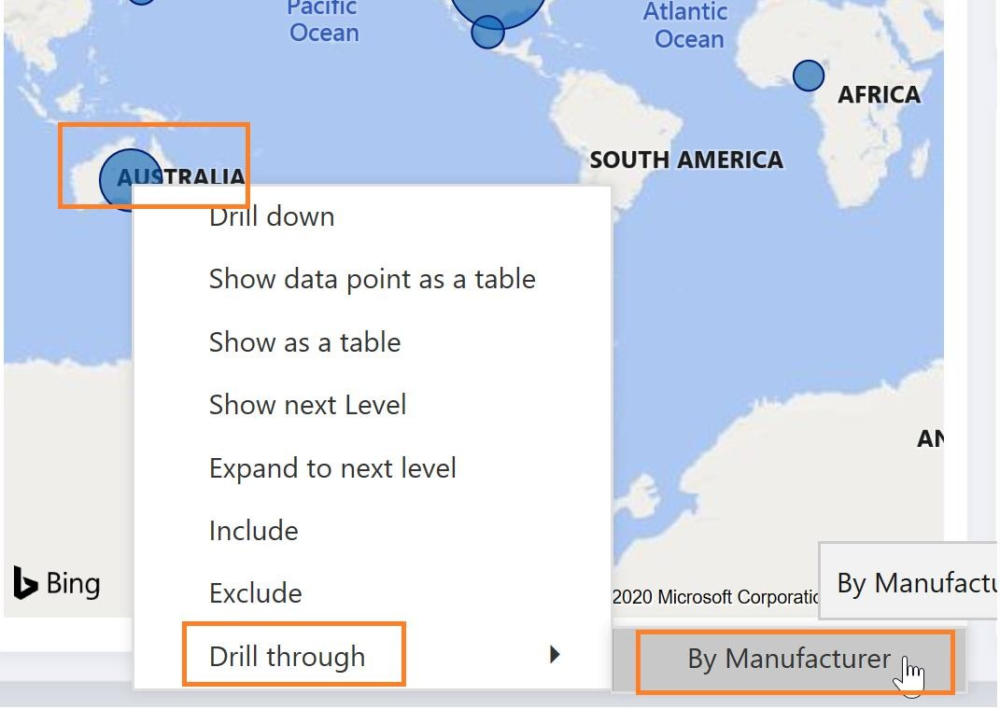 Pacific
Ocean
Atlantic
Ocean
AFRICA
SOUTH AMERICA
AUSTRALIA
Drill down
Show data point as a table
Show as a table
Show next Level
Expand to next level
Include
Exclude
Drill through
AN
Bing
2020 Microsoft Corporatio
By Manufactu
By Manufacturer